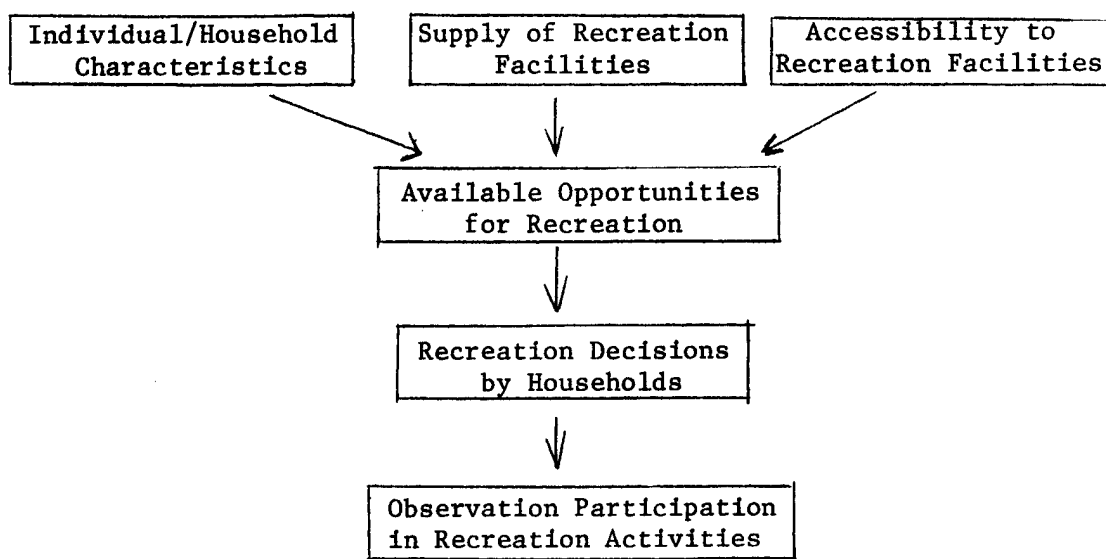 Individual/Household
Characteristics
Supply of Recreation
Facilities
Accessibility to
Recreation Facilities
Available Opportunities
for Recreation
Recreation Decisions
by Households
Observation Participation
in Recreation Activities